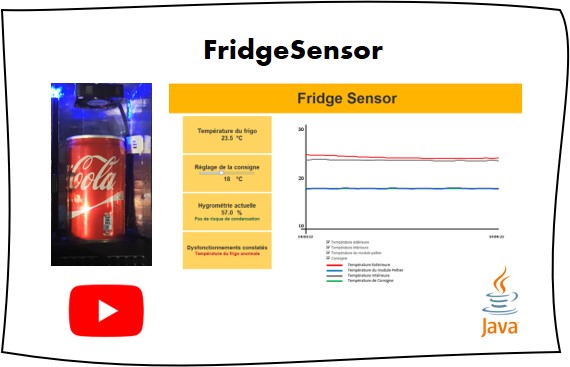 FridgeSensor
Coca-Cola
Fridge Sensor
Température du frigo
23.5 °C
Réglage de la consigne
18 °C
Hygrométrie actuelle
57.0 %
Pas de risque de condensation
Dysfonctionnements constatés
Température du frigo anormale
30
20
10
Température extérieure
Température intérieure
Température du module peltier
Consigne
Température Extérieure
Température du module Peltier
Température Intérieure
Température de Consigne
Java